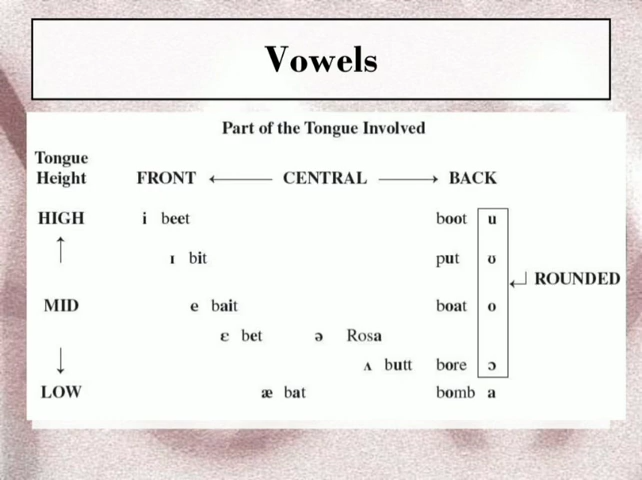 Vowels
Part of the Tongue Involved
Tongue
Height FRONT ← CENTRAL → BACK
HIGH i beet boot u
ɪ bit put ʊ
ROUNDED
MID e bait boat o
ɛ bet ə Rosa
ʌ butt bore ɔ
LOW æ bat bomb a